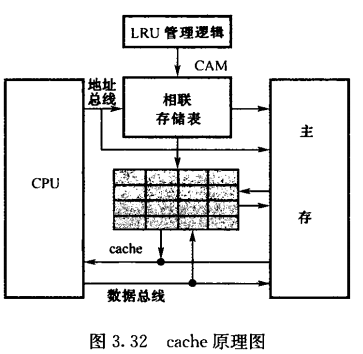 LRU 管理逻辑
CAM
地址
总线
相联
存储表
主
CPU
存
cache
数据总线
图 3.32 cache 原理图